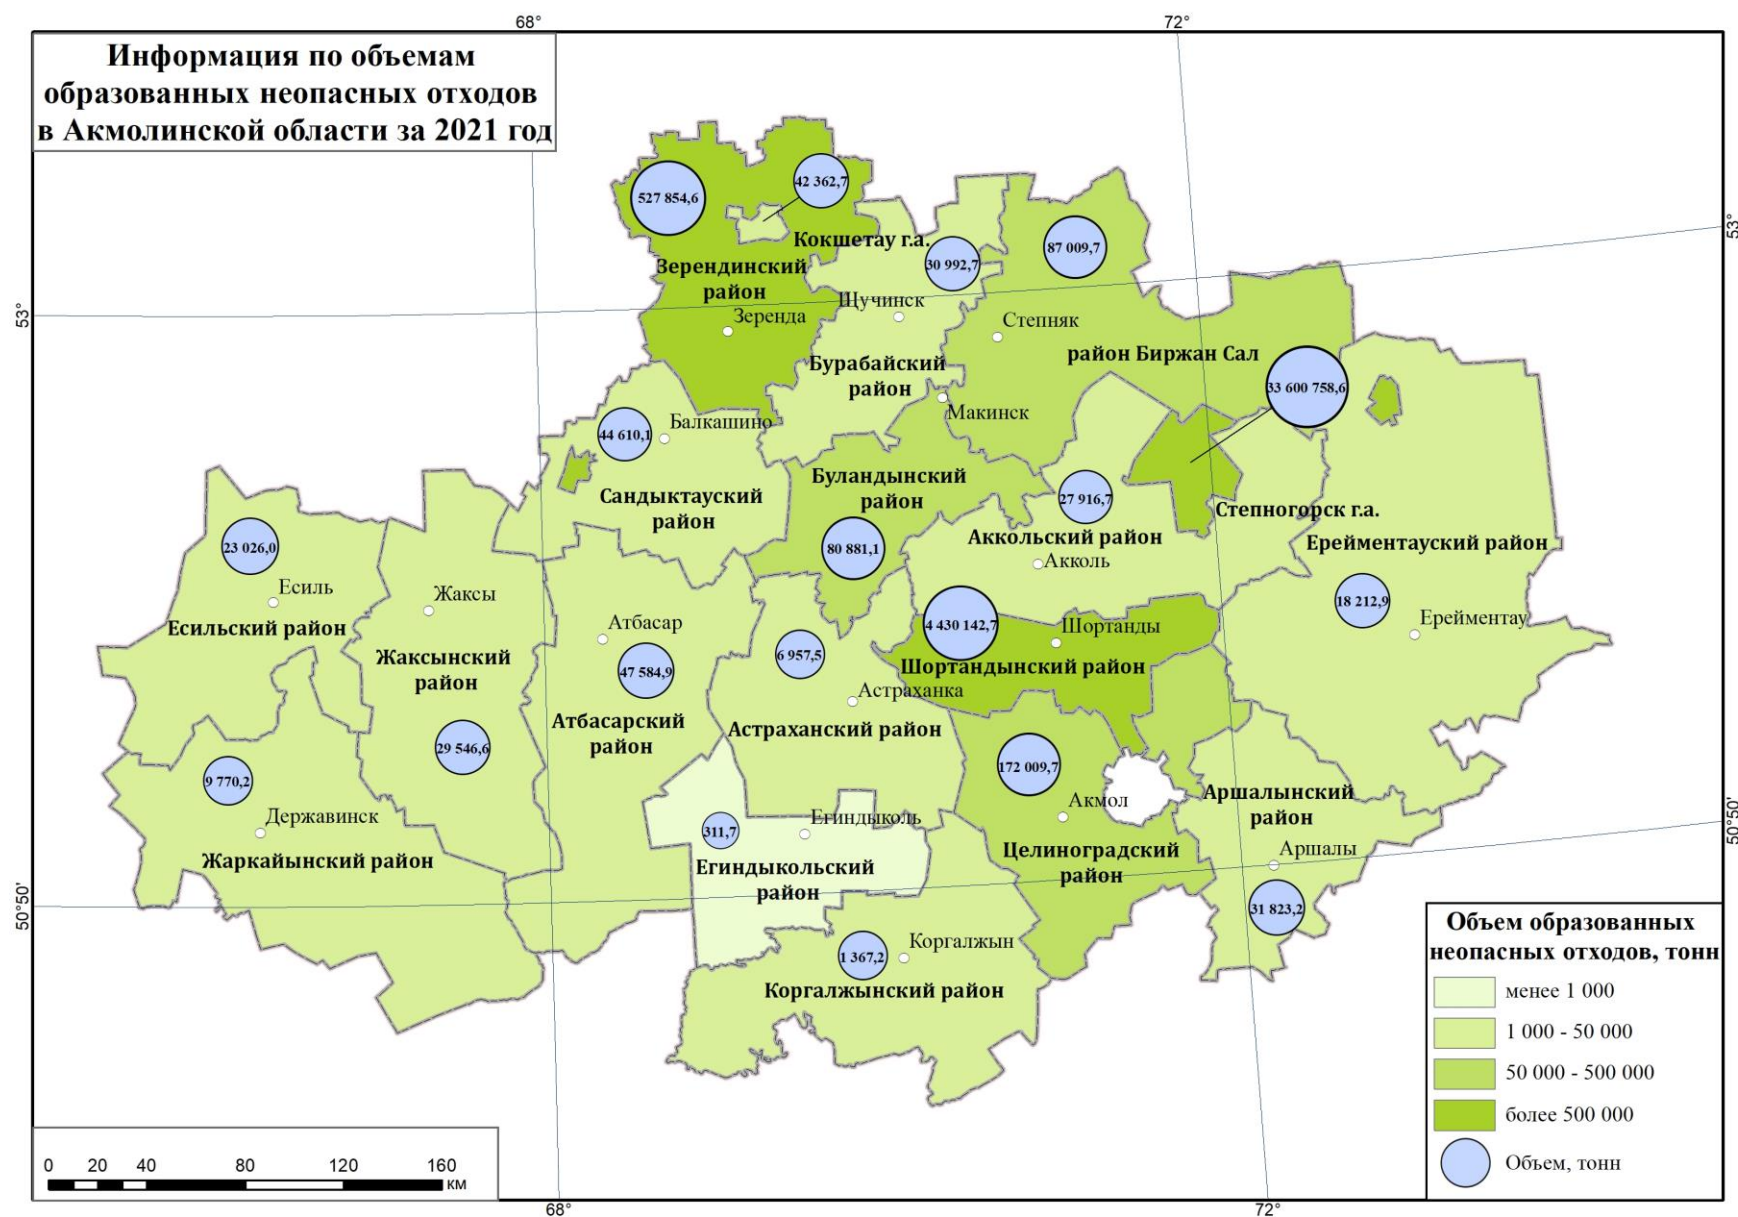 68°
72°
Информация по объемам
образованных неопасных отходов
в Акмолинской области за 2021 год
527 854,6
42 362,7
53°
Кокшетау г.а.
30 992,7
87 009,7
Зерендинский
район
53°
Щучинск
Зеренда
Степняк
район Биржан Сал
Бурабайский
район
33 600 758,6
Макинск
Балкашино
44 610,1
Буландынский
район
Сандыктауский
район
27 916,7
Степногорск г.а.
Аккольский район
Ерейментауский район
23 026,0
80 881,1
Акколь
Есиль
Жаксы
18 212,9
Ерейментау
Есильский район
Атбасар
4 430 142,7
Шортанды
Жаксынский
район
47 584,9
6 957,5
Шортандынский район
Астраханка
Атбасарский
район
Астраханский район
29 546,6
172 009,7
9 770,2
Акмол
Аршалынский
район
Державинск
311,7
Егиндыколь
50°50'
Жаркайынский район
Егиндыкольский
район
Целиноградский
район
Аршалы
50°50'
31 823,2
Коргалжын
1 367,2
Коргалжынский район
Объем образованных
неопасных отходов, тонн
менее 1 000
1 000 - 50 000
50 000 - 500 000
более 500 000
Объем, тонн
0 20 40 80 120 160
км
68°
72°